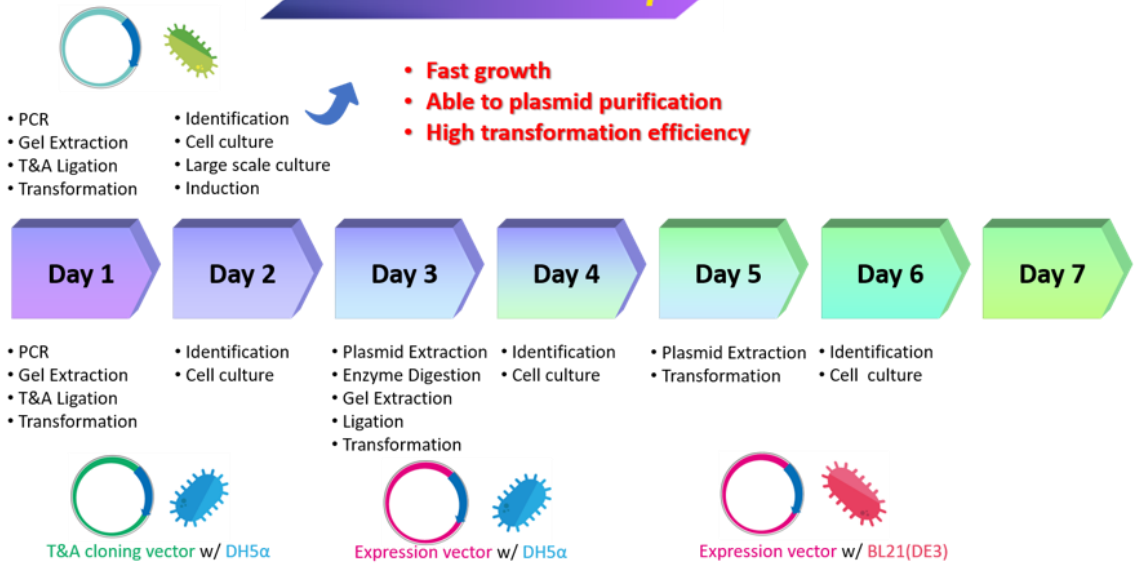 • Fast growth
• Able to plasmid purification
• High transformation efficiency
• PCR
• Gel Extraction
• T&A Ligation
• Transformation
• Identification
• Cell culture
• Large scale culture
• Induction
Day 1
Day 2
Day 3
Day 4
Day 5
Day 6
Day 7
• PCR
• Gel Extraction
• T&A Ligation
• Transformation
• Identification
• Cell culture
• Plasmid Extraction
• Enzyme Digestion
• Gel Extraction
• Ligation
• Transformation
• Identification
• Cell culture
• Plasmid Extraction
• Transformation
• Identification
• Cell culture
T&A cloning vector w/ DH5α
Expression vector w/ DH5α
Expression vector w/ BL21(DE3)